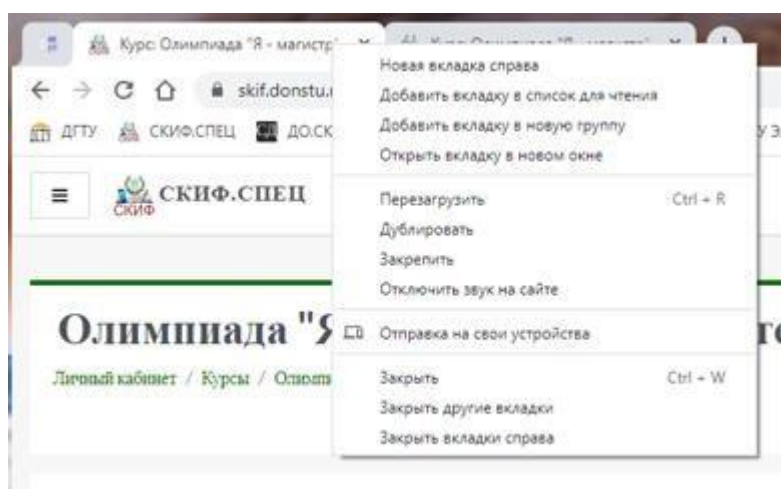 Курс: Олимпиада "Я - магистр"
skif.donstu.
ДГТУ СКИФ.СПЕЦ ДО.СК
СКИФ СКИФ.СПЕЦ
Олимпиада "Я
Личный кабинет / Курсы /
Новая вкладка справа
Добавить вкладку в список для чтения
Добавить вкладку в новую группу
Открыть вкладку в новом окне
Перезагрузить Ctrl + R
Дублировать
Закрепить
Отключить звук на сайте
Отправка на свои устройства
Закрыть Ctrl + W
Закрыть другие вкладки
Закрыть вкладки справа